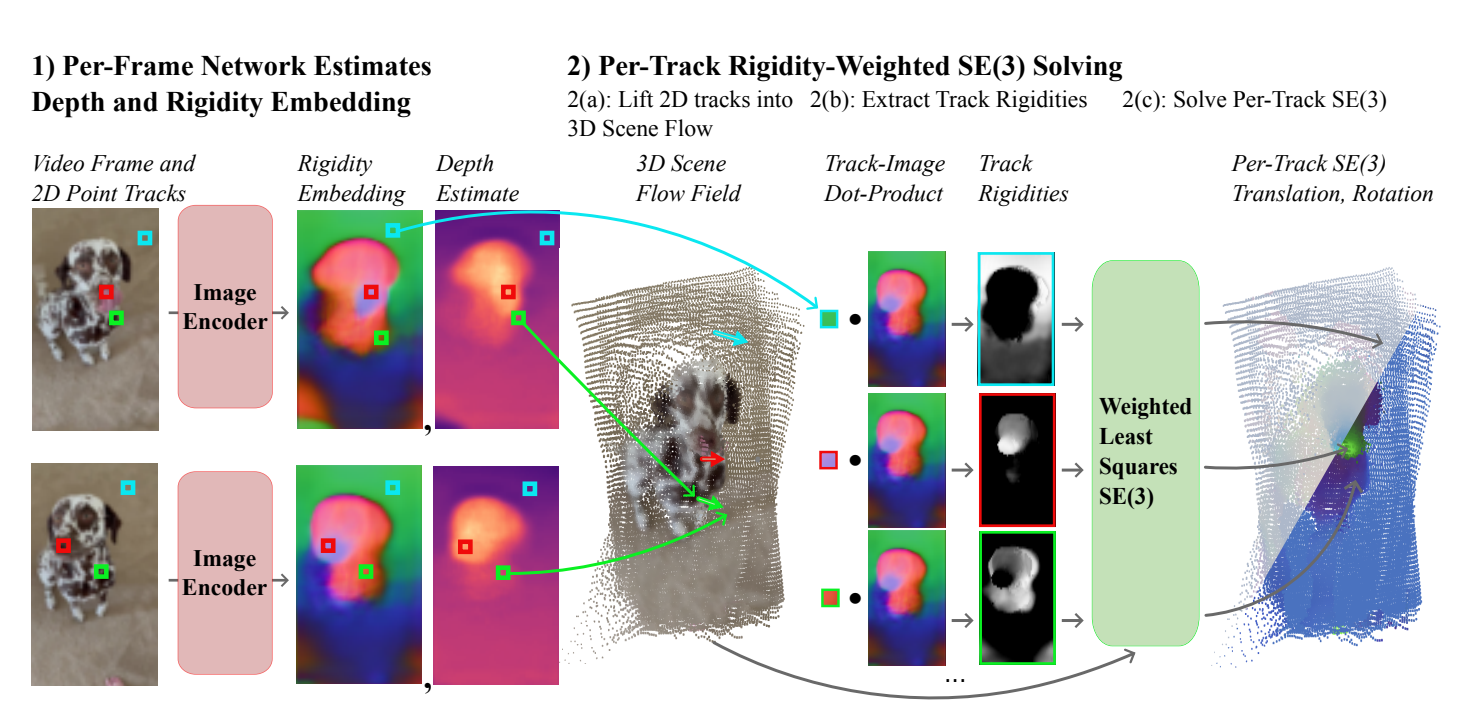 1) Per-Frame Network Estimates
Depth and Rigidity Embedding
2) Per-Track Rigidity-Weighted SE(3) Solving
2(a): Lift 2D tracks into
3D Scene Flow
2(b): Extract Track Rigidities
2(c): Solve Per-Track SE(3)
Video Frame and
2D Point Tracks
Rigidity
Embedding
Depth
Estimate
3D Scene
Flow Field
Track-Image
Dot-Product
Track
Rigidities
Per-Track SE(3)
Translation, Rotation
Image
Encoder
,
Image
Encoder
,
Weighted
Least
Squares
SE(3)
...